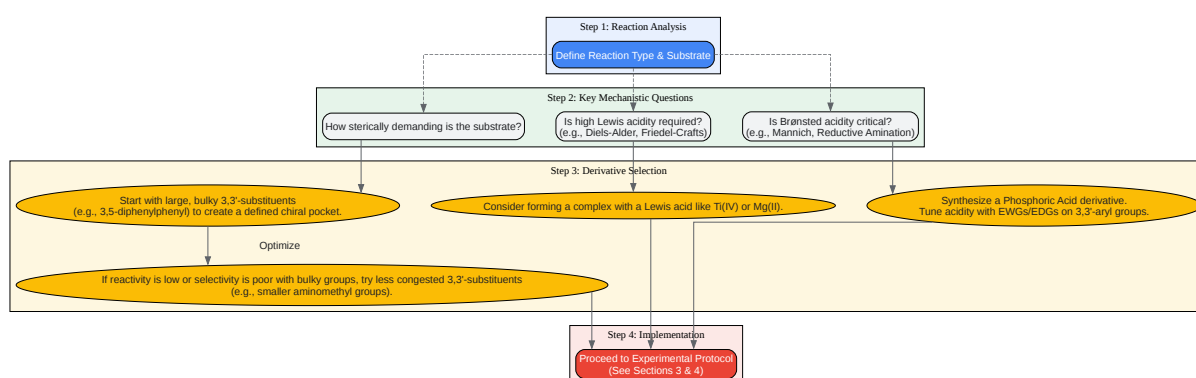 Step 1: Reaction Analysis
Define Reaction Type & Substrate
Step 2: Key Mechanistic Questions
How sterically demanding is the substrate?
Is high Lewis acidity required?
(e.g., Diels-Alder, Friedel-Crafts)
Is Brønsted acidity critical?
(e.g., Mannich, Reductive Amination)
Step 3: Derivative Selection
Start with large, bulky 3,3'-substituents
(e.g., 3,5-diphenylphenyl) to create a defined chiral pocket.
Consider forming a complex with a Lewis acid like Ti(IV) or Mg(II).
Synthesize a Phosphoric Acid derivative.
Tune acidity with EWGs/EDGs on 3,3'-aryl groups.
Optimize
If reactivity is low or selectivity is poor with bulky groups, try less congested 3,3'-substituents
(e.g., smaller aminomethyl groups).
Step 4: Implementation
Proceed to Experimental Protocol
(See Sections 3 & 4)